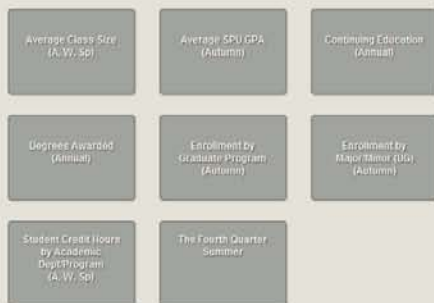 Average Class Size
(A, W, Sp)
Average SPU GPA
(Autumn)
Continuing Education
(Annual)
Degrees Awarded
(Annual)
Enrollment by
Graduate Program
(Autumn)
Enrollment by
Major/Minor (UG)
(Autumn)
Student Credit Hours
by Academic
Dept/Program
(A, W, Sp)
The Fourth Quarter
Summer